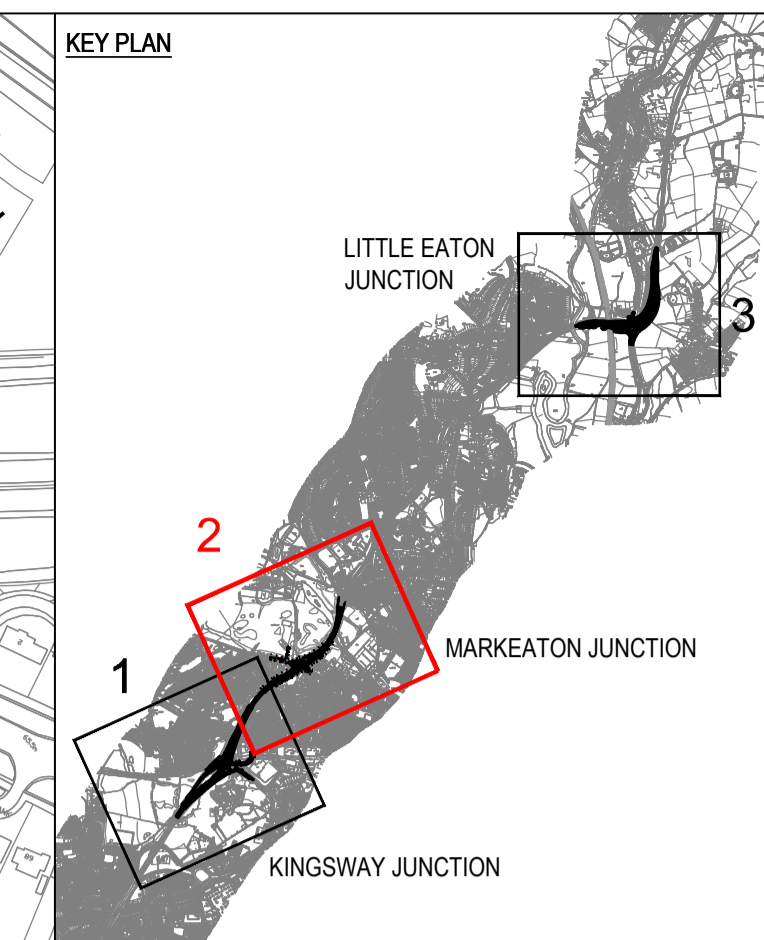 KEY PLAN
LITTLE EATON
JUNCTION
3
2
MARKEATON JUNCTION
1
KINGSWAY JUNCTION